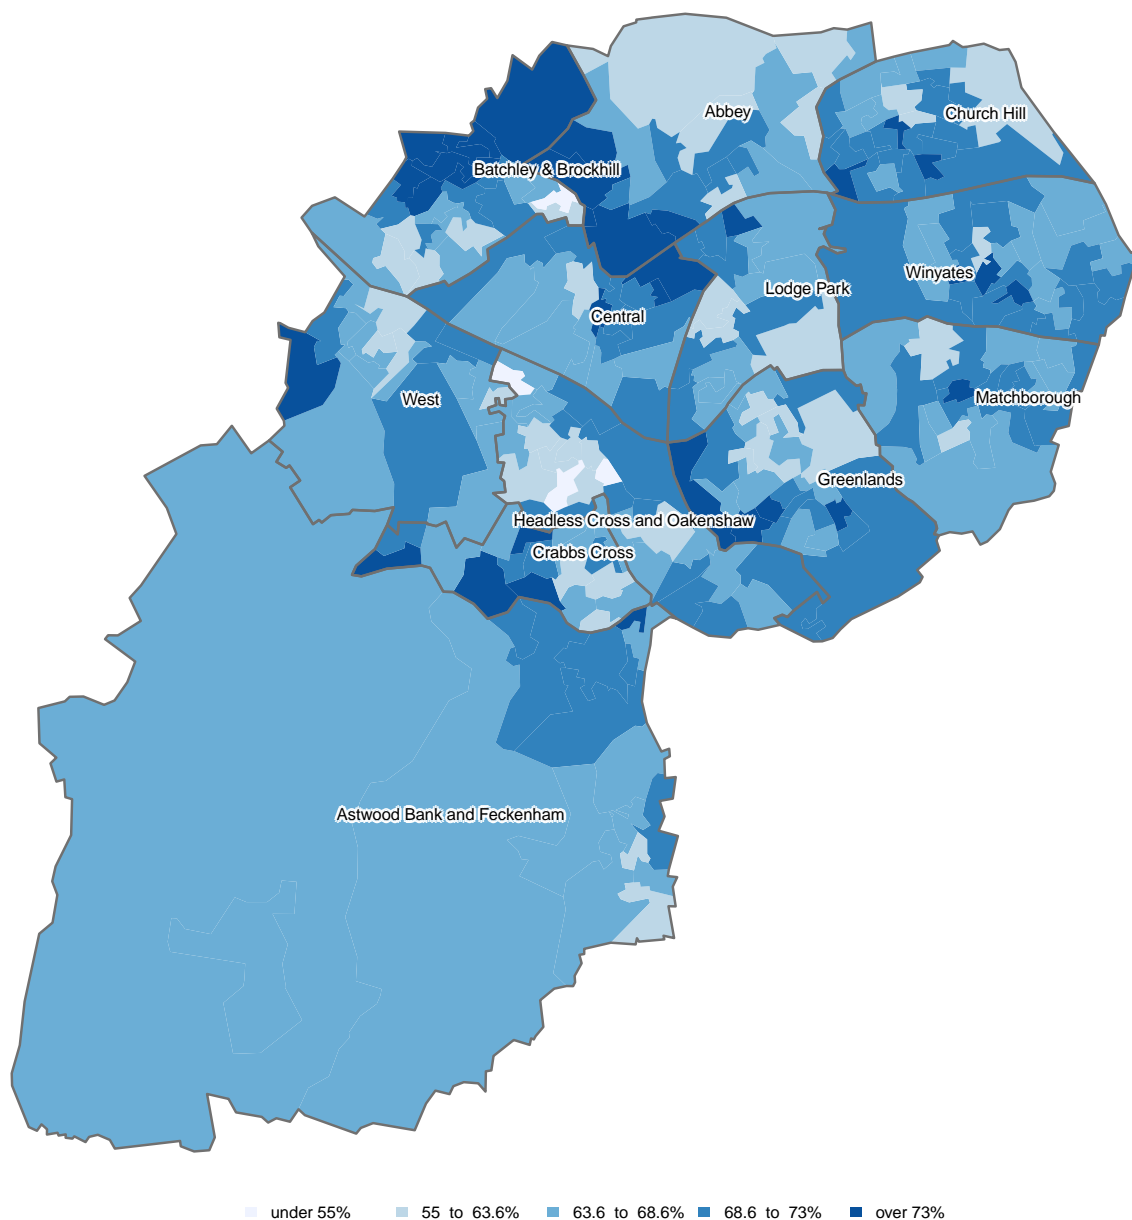 Abbey
Church Hill
Batchley & Brockhill
Winyates
Lodge Park
Central
West
Matchborough
Greenlands
Headless Cross and Oakenshaw
Crabbs Cross
Astwood Bank and Feckenham
under 55%
55 to 63.6%
63.6 to 68.6%
68.6 to 73%
over 73%